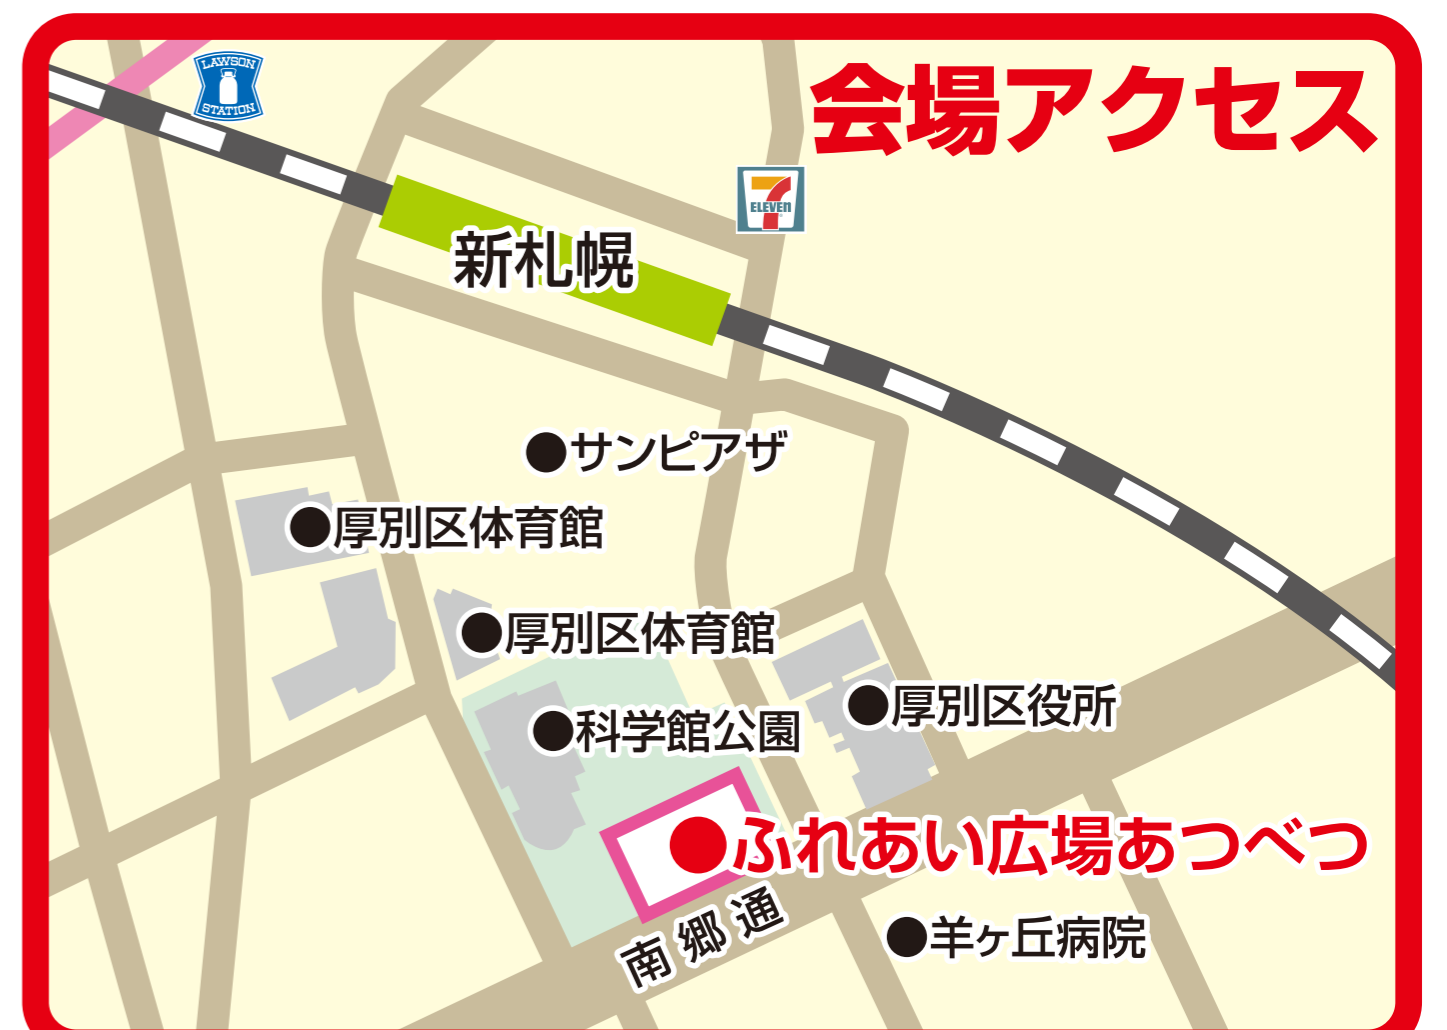 会場アクセス
LAWSON
STATION
7
ELEVEN
新札幌
●サンピアザ
●厚別区体育館
●厚別区体育館
●厚別区役所
●科学館公園
●ふれあい広場あつべつ
南郷通
●羊ヶ丘病院